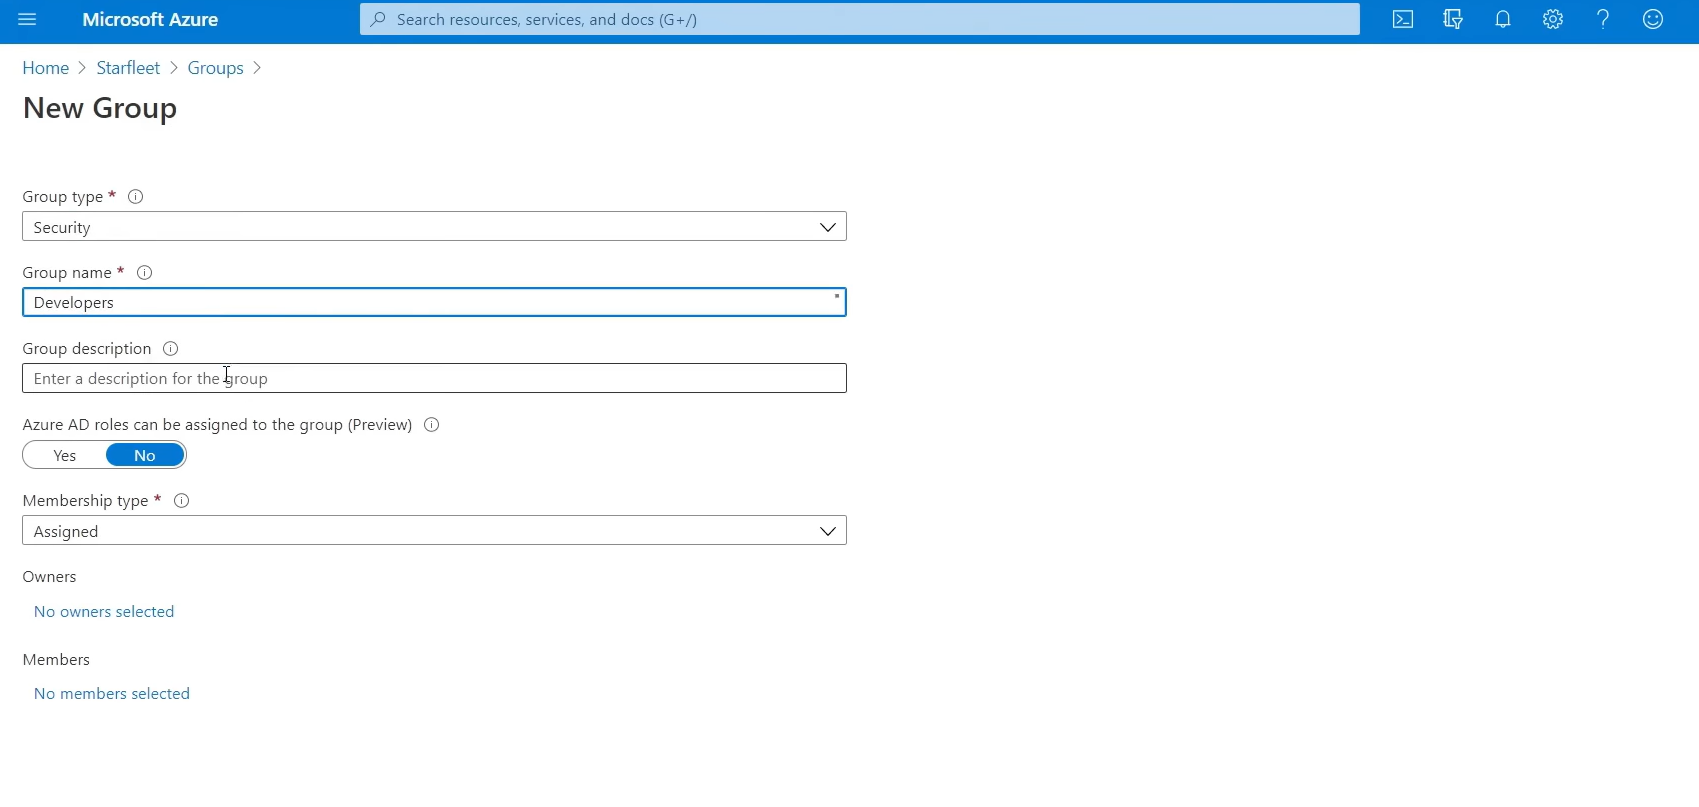 Microsoft Azure
Search resources, services, and docs (G+/)
Home > Starfleet > Groups >
New Group
Group type *
Security
Group name *
Developers
Group description
Enter a description for the group
Azure AD roles can be assigned to the group (Preview)
Yes No
Membership type *
Assigned
Owners
No owners selected
Members
No members selected